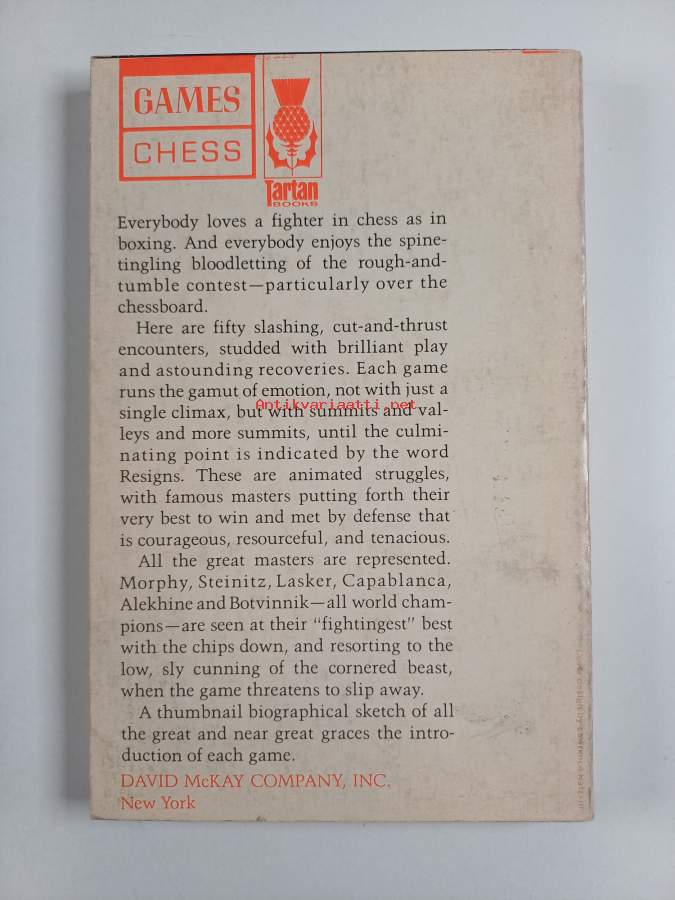 GAMES
CHESS
Tartan
BOOKS
Everybody loves a fighter in chess as in
boxing. And everybody enjoys the spine-
tingling bloodletting of the rough-and-
tumble contest—particularly over the
chessboard.
Here are fifty slashing, cut-and-thrust
encounters, studded with brilliant play
and astounding recoveries. Each game
runs the gamut of emotion, not with just a
single climax, but with summits and val-
Antikvariaatti.net
leys and more summits, until the culmi-
nating point is indicated by the word
Resigns. These are animated struggles,
with famous masters putting forth their
very best to win and met by defense that
is courageous, resourceful, and tenacious.
All the great masters are represented.
Morphy, Steinitz, Lasker, Capablanca,
Alekhine and Botvinnik—all world cham-
pions—are seen at their "fightingest" best
with the chips down, and resorting to the
low, sly cunning of the cornered beast,
when the game threatens to slip away.
A thumbnail biographical sketch of all
the great and near great graces the intro-
duction of each game.
DAVID McKAY COMPANY, INC.
New York